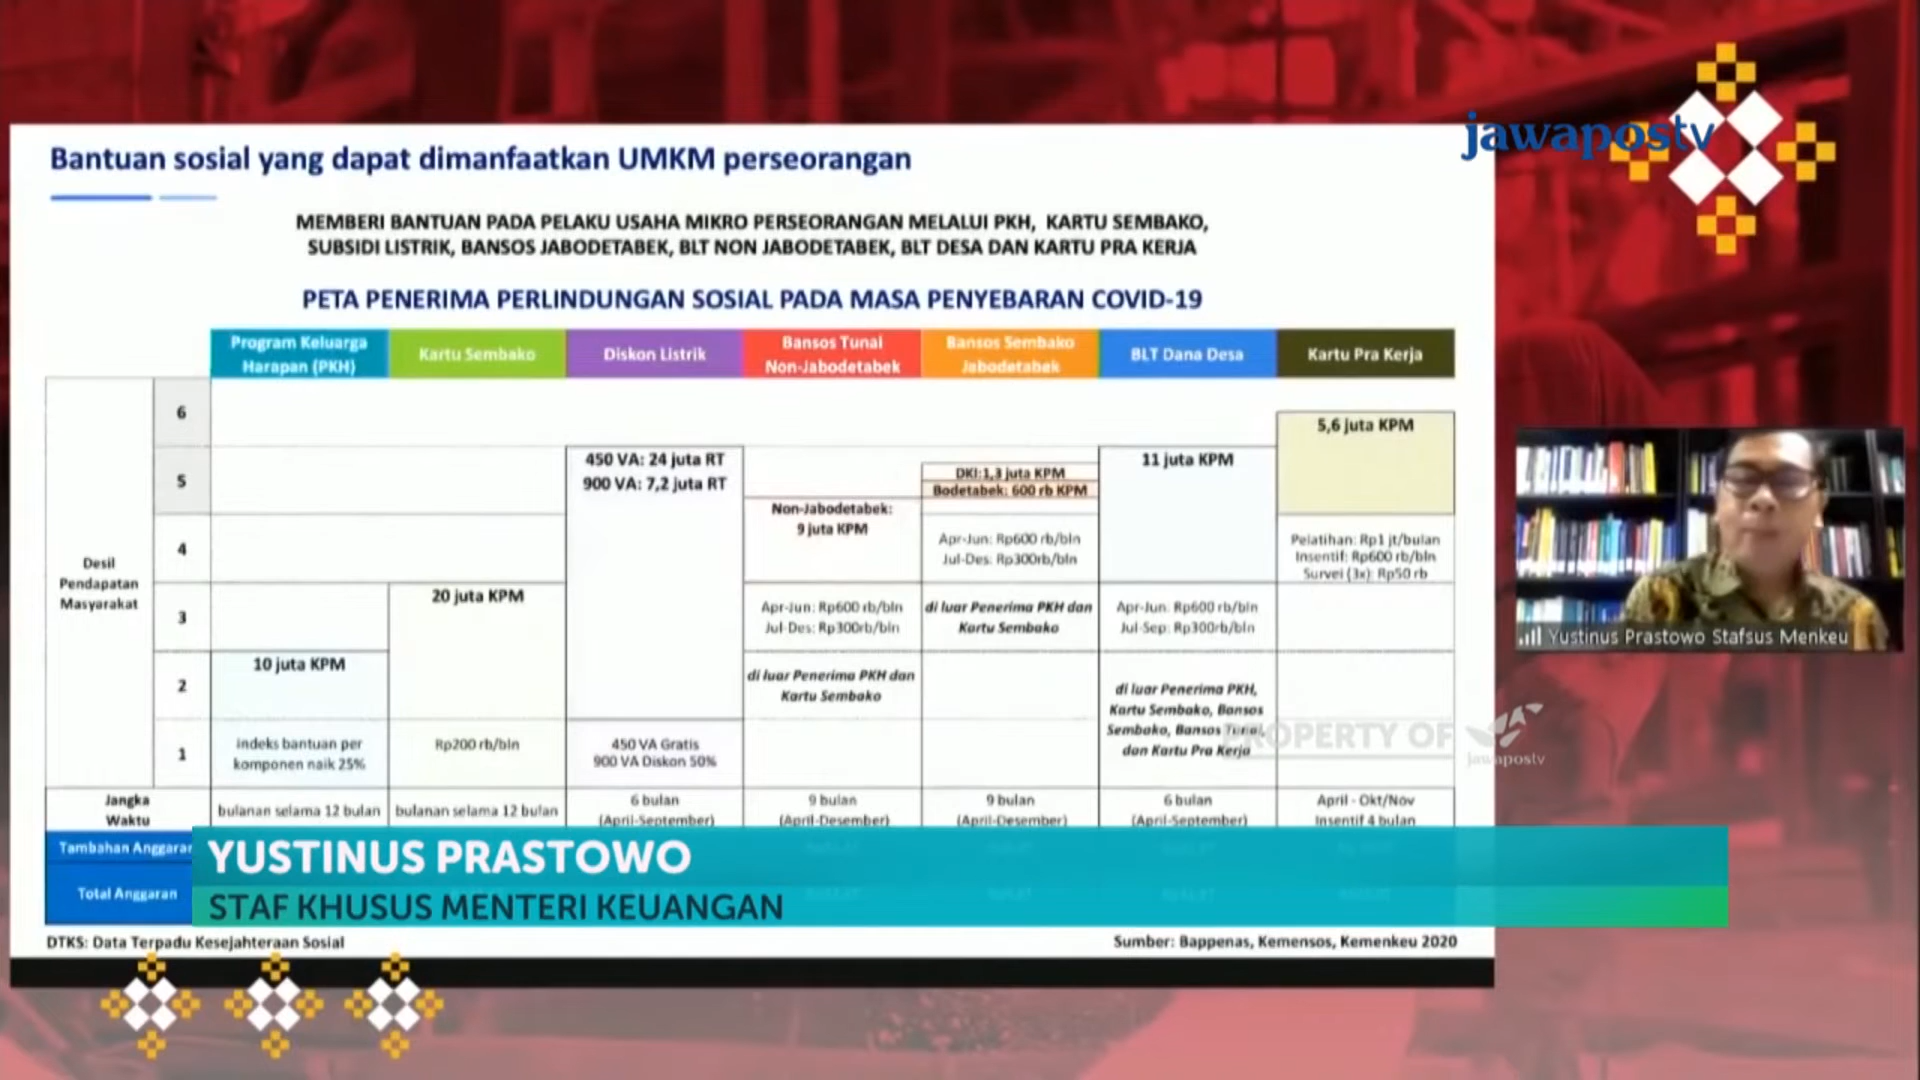 jawapostv
Bantuan sosial yang dapat dimanfaatkan UMKM perseorangan
MEMBERI BANTUAN PADA PELAKU USAHA MIKRO PERSEORANGAN MELALUI PKH, KARTU SEMBAKO,
SUBSIDI LISTRIK, BANSOS JABODETABEK, BLT NON JABODETABEK, BLT DESA DAN KARTU PRA KERJA
PETA PENERIMA PERLINDUNGAN SOSIAL PADA MASA PENYEBARAN COVID-19
Program Keluarga
Harapan (PKH)
Kartu Sembako
Diskon Listrik
Bansos Tunai
Non-Jabodetabek
Bansos Sembako
Jabodetabek
BLT Dana Desa
Kartu Pra Kerja
Desil
Pendapatan
Masyarakat
6
5
4
3
2
1
10 juta KPM
indeks bantuan per
komponen naik 25%
20 juta KPM
Rp200 rb/bln
450 VA: 24 juta RT
900 VA: 7,2 juta RT
450 VA Gratis
900 VA Diskon 50%
Non-Jabodetabek:
9 juta KPM
Apr-Jun: Rp600 rb/bln
Jul-Des: Rp300rb/bln
di luar Penerima PKH dan
Kartu Sembako
DKI:1,3 juta KPM
Bodetabek: 600 rb KPM
Apr-Jun: Rp600 rb/bln
Jul-Des: Rp300rb/bln
di luar Penerima PKH dan
Kartu Sembako
11 juta KPM
Apr-Jun: Rp600 rb/bln
Jul-Sep: Rp300rb/bln
di luar Penerima PKH,
Kartu Sembako, Bansos
Sembako, Bansos Tunai
dan Kartu Pra Kerja
5,6 juta KPM
Pelatihan: Rp1 jt/bulan
Insentif: Rp600 rb/bln
Survei (3x): Rp50 rb
Jangka
Waktu
bulanan selama 12 bulan
bulanan selama 12 bulan
6 bulan
(April-September)
9 bulan
(April-Desember)
9 bulan
(April-Desember)
6 bulan
(April-September)
April - Okt/Nov
Insentif 4 bulan
Tambahan Anggaran
Total Anggaran
DTKS: Data Terpadu Kesejahteraan Sosial
Sumber: Bappenas, Kemensos, Kemenkeu 2020
Yustinus Prastowo Stafsus Menkeu
PROPERTY OF
jawapostv
YUSTINUS PRASTOWO
STAF KHUSUS MENTERI KEUANGAN